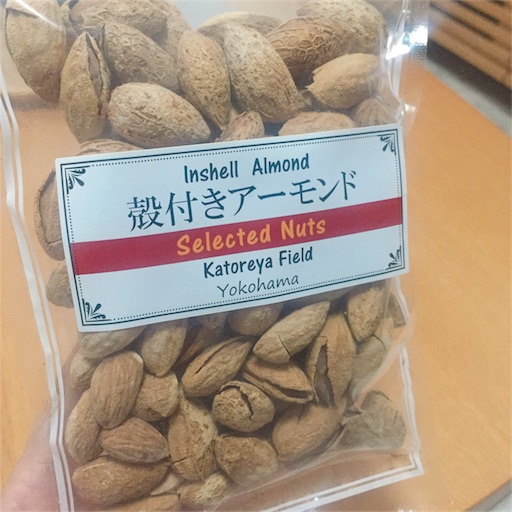 Inshell Almond
殻付きアーモンド
Selected Nuts
Katoreya Field
Yokohama